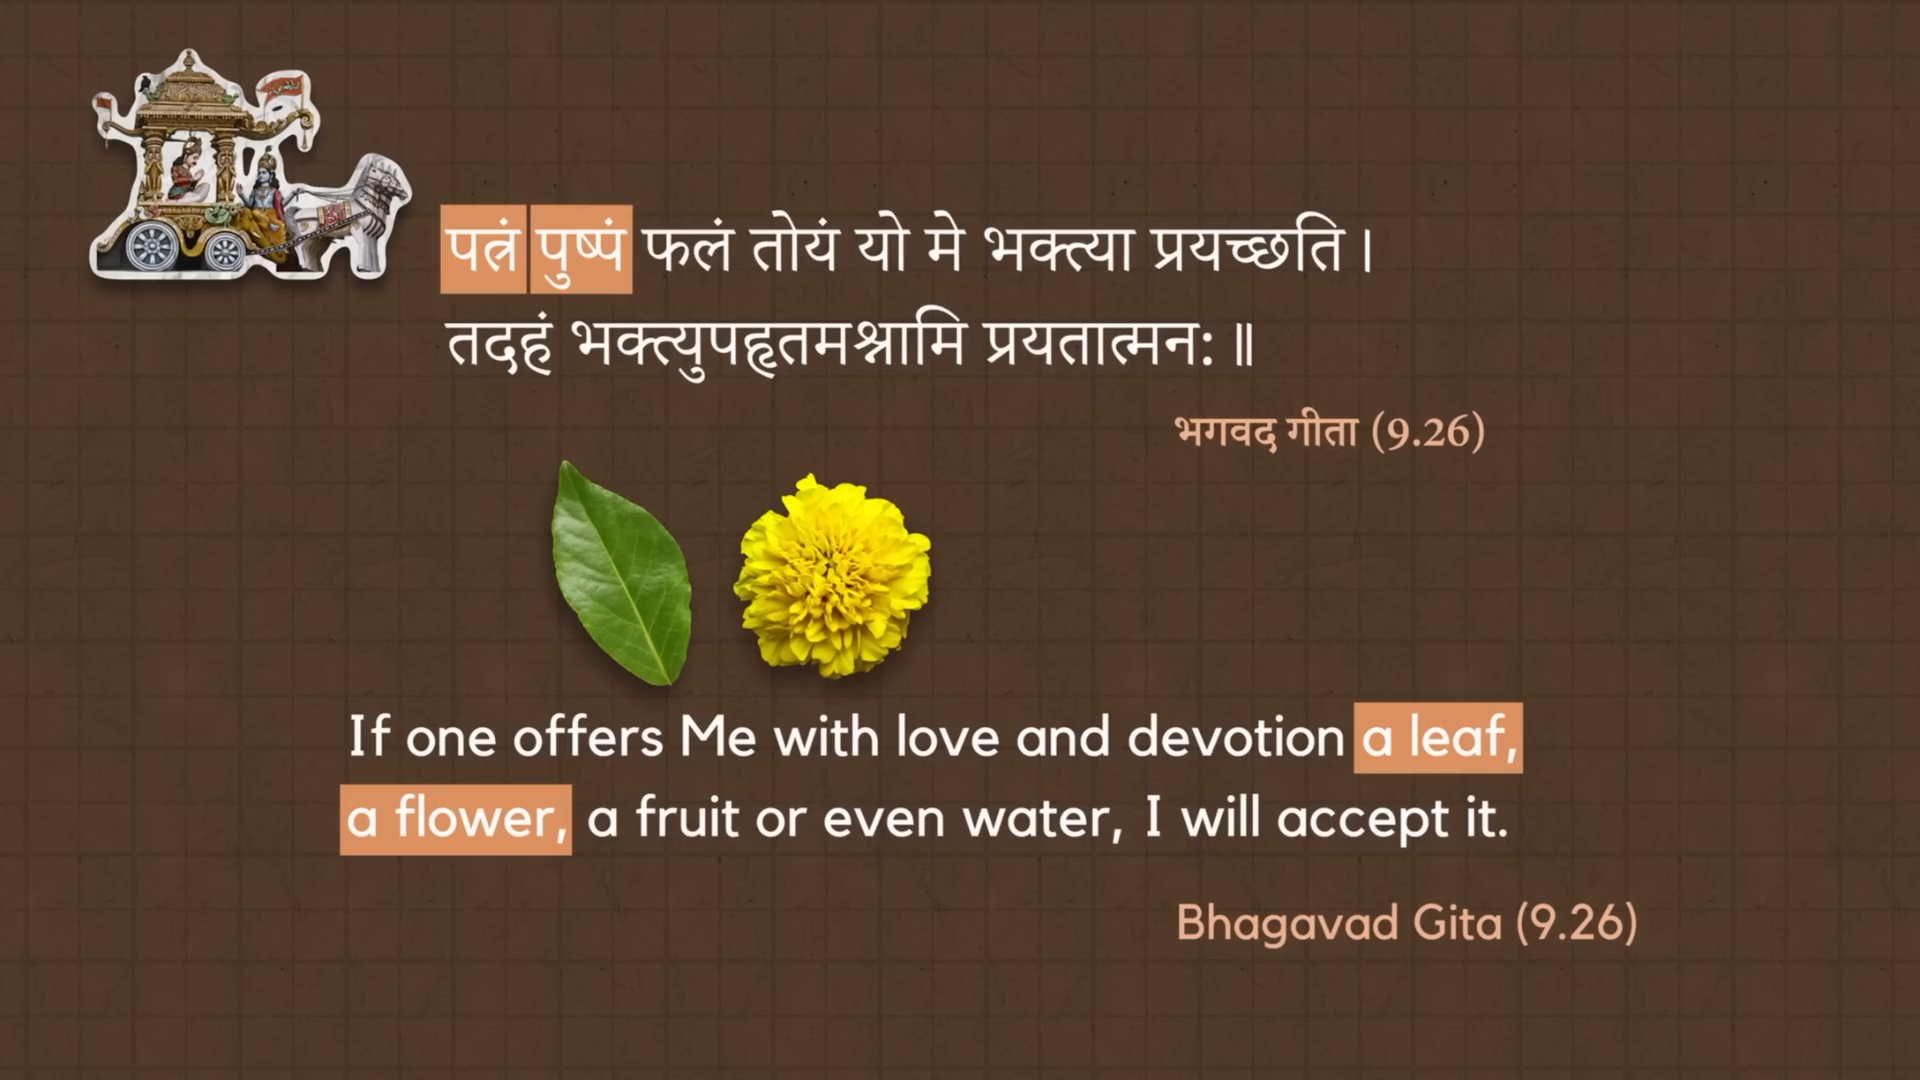 पत्रं पुष्पं फलं तोयं यो मे भक्त्या प्रयच्छति।
तदहं भक्त्युपहृतमश्नामि प्रयतात्मन: ॥
भगवद गीता (9.26)
If one offers Me with love and devotion a leaf,
a flower, a fruit or even water, I will accept it.
Bhagavad Gita (9.26)